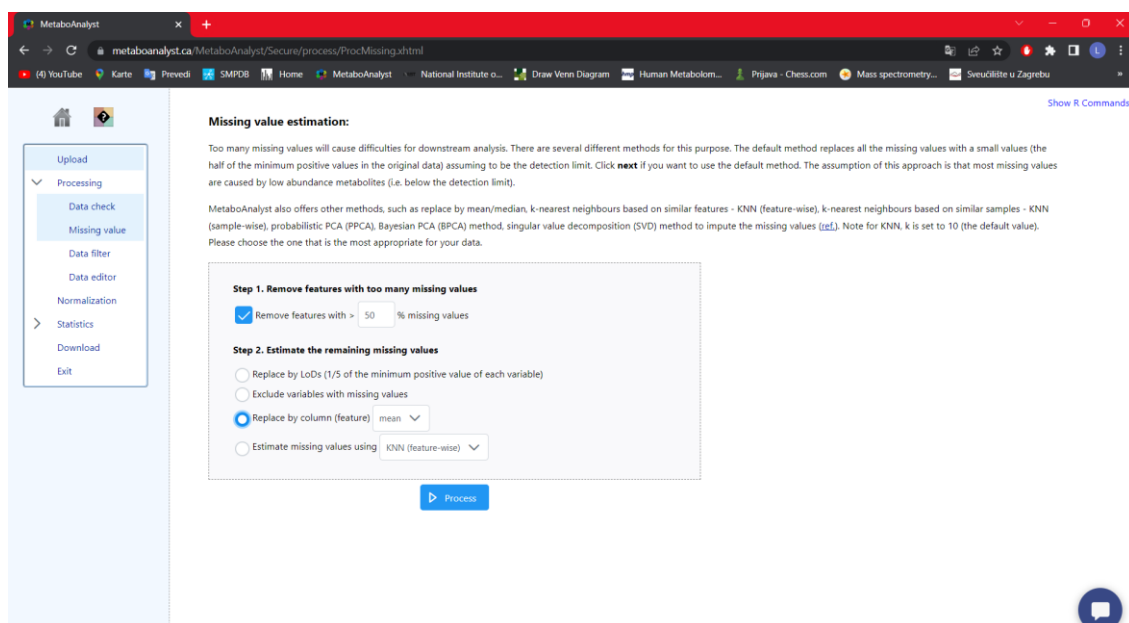 MetaboAnalyst
metaboanalyst.ca/MetaboAnalyst/Secure/process/ProcMissing.xhtml
(4) YouTube Karte Prevedi SMPDB Home MetaboAnalyst National Institute o... Draw Venn Diagram Human Metabolom... Prijava - Chess.com Mass spectrometry... Sveučilište u Zagrebu »
Show R Commands
Upload
Processing
Data check
Missing value
Data filter
Data editor
Normalization
Statistics
Download
Exit
Missing value estimation:
Too many missing values will cause difficulties for downstream analysis. There are several different methods for this purpose. The default method replaces all the missing values with a small values (the
half of the minimum positive values in the original data) assuming to be the detection limit. Click next if you want to use the default method. The assumption of this approach is that most missing values
are caused by low abundance metabolites (i.e. below the detection limit).
MetaboAnalyst also offers other methods, such as replace by mean/median, k-nearest neighbours based on similar features - KNN (feature-wise), k-nearest neighbours based on similar samples - KNN
(sample-wise), probabilistic PCA (PPCA), Bayesian PCA (BPCA) method, singular value decomposition (SVD) method to impute the missing values (ref.). Note for KNN, k is set to 10 (the default value).
Please choose the one that is the most appropriate for your data.
Step 1. Remove features with too many missing values
Remove features with > 50 % missing values
Step 2. Estimate the remaining missing values
Replace by LoDs (1/5 of the minimum positive value of each variable)
Exclude variables with missing values
Replace by column (feature) mean
Estimate missing values using KNN (feature-wise)
Process